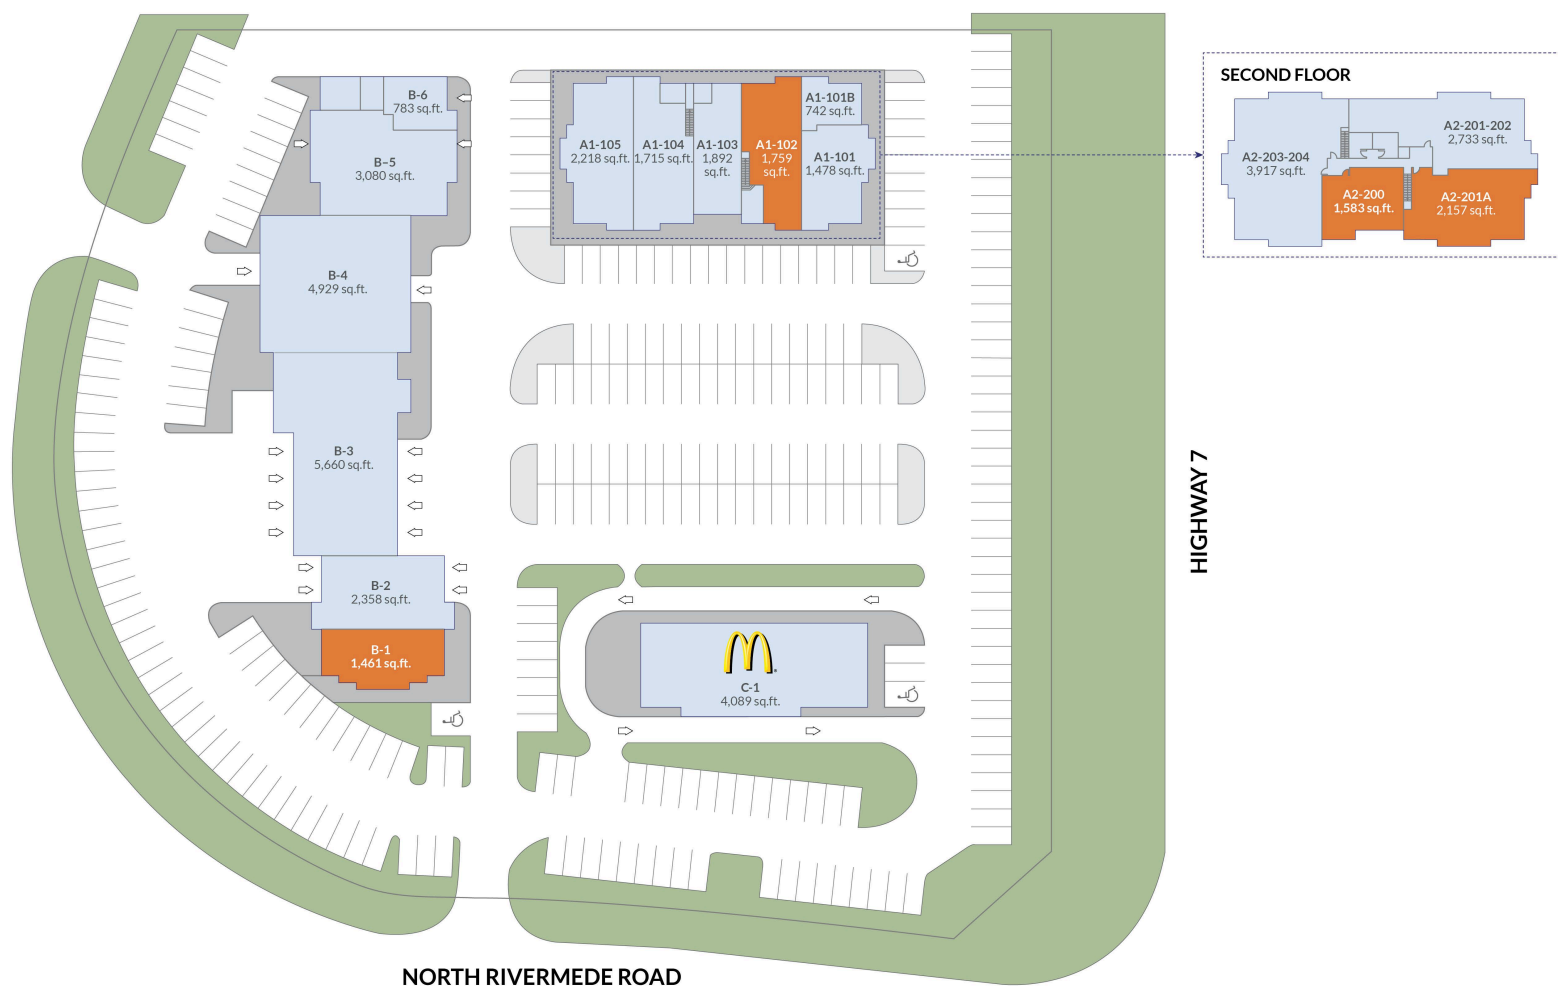 SECOND FLOOR
B-6
783 sq.ft.
B–5
3,080 sq.ft.
B-4
4,929 sq.ft.
B-3
5,660 sq.ft.
B-2
2,358 sq.ft.
B-1
1,461 sq.ft.
A1-105
2,218 sq.ft.
A1-104
1,715 sq.ft.
A1-103
1,892
sq.ft.
A1-102
1,759
sq.ft.
A1-101B
742 sq.ft.
A1-101
1,478 sq.ft.
A2-203-204
3,917 sq.ft.
A2-201-202
2,733 sq.ft.
A2-200
1,583 sq.ft.
A2-201A
2,157 sq.ft.
C-1
4,089 sq.ft.
HIGHWAY 7
NORTH RIVERMEDE ROAD